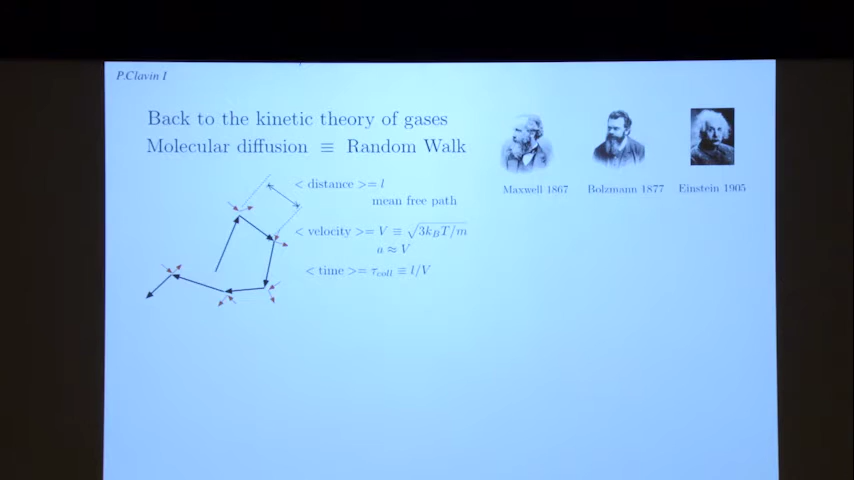 P.Clavin I
Back to the kinetic theory of gases
Molecular diffusion ≡ Random Walk
Maxwell 1867
Bolzmann 1877
Einstein 1905
< distance >= l
mean free path
< velocity >= V ≡ √3k_BT/m
a ≈ V
< time >= τ_coll ≡ l/V